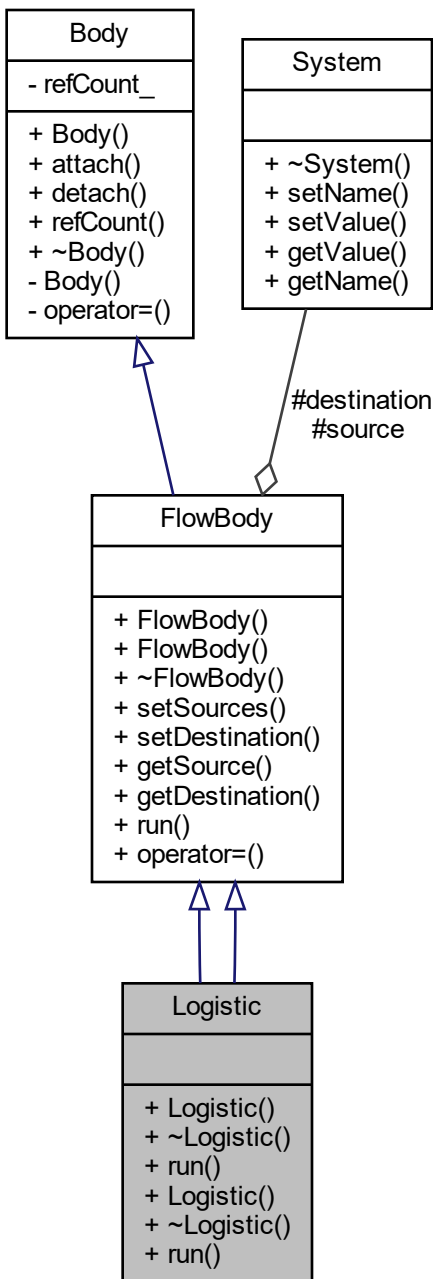 Body
- refCount_
+ Body()
+ attach()
+ detach()
+ refCount()
+ ~Body()
- Body()
- operator=()
System
+ ~System()
+ setName()
+ setValue()
+ getValue()
+ getName()
#destination
#source
FlowBody
+ FlowBody()
+ FlowBody()
+ ~FlowBody()
+ setSources()
+ setDestination()
+ getSource()
+ getDestination()
+ run()
+ operator=()
Logistic
+ Logistic()
+ ~Logistic()
+ run()
+ Logistic()
+ ~Logistic()
+ run()